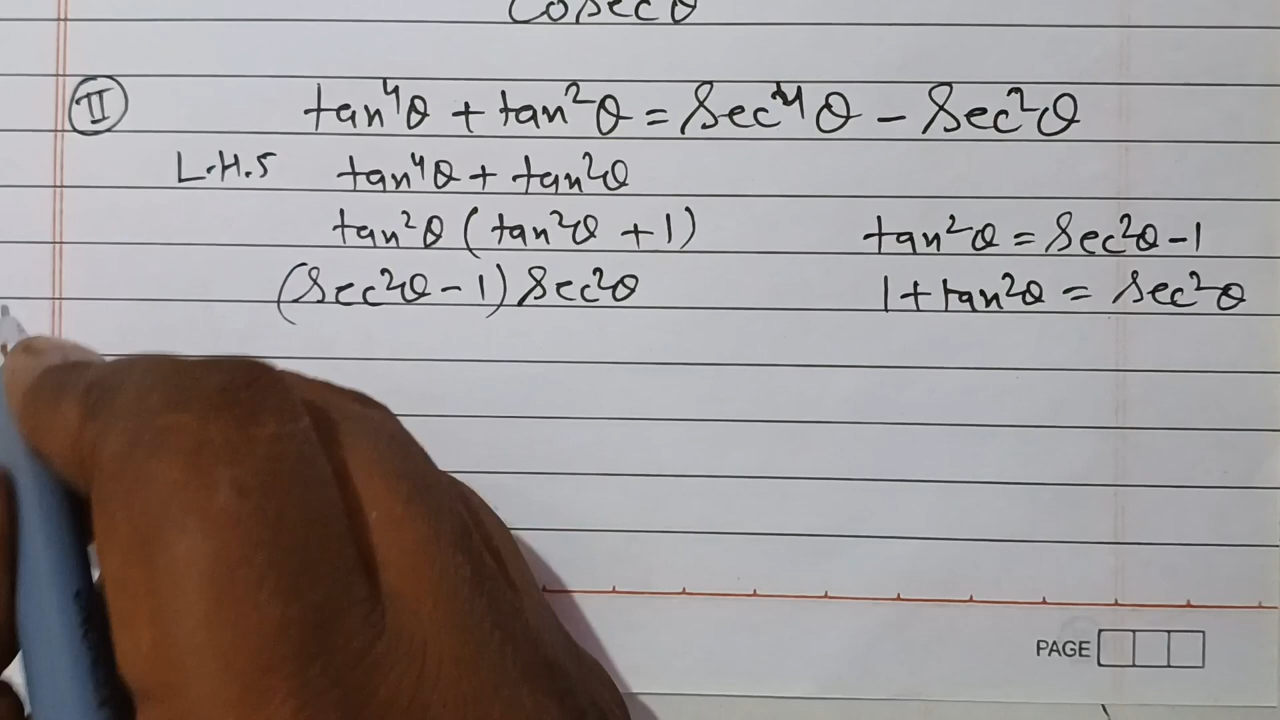 Cosecθ
II tan⁴θ + tan²θ = Sec⁴θ - Sec²θ
L.H.S tan⁴θ + tan²θ
tan²θ (tan²θ + 1) tan²θ = Sec²θ - 1
(Sec²θ - 1) Sec²θ 1 + tan²θ = Sec²θ
PAGE